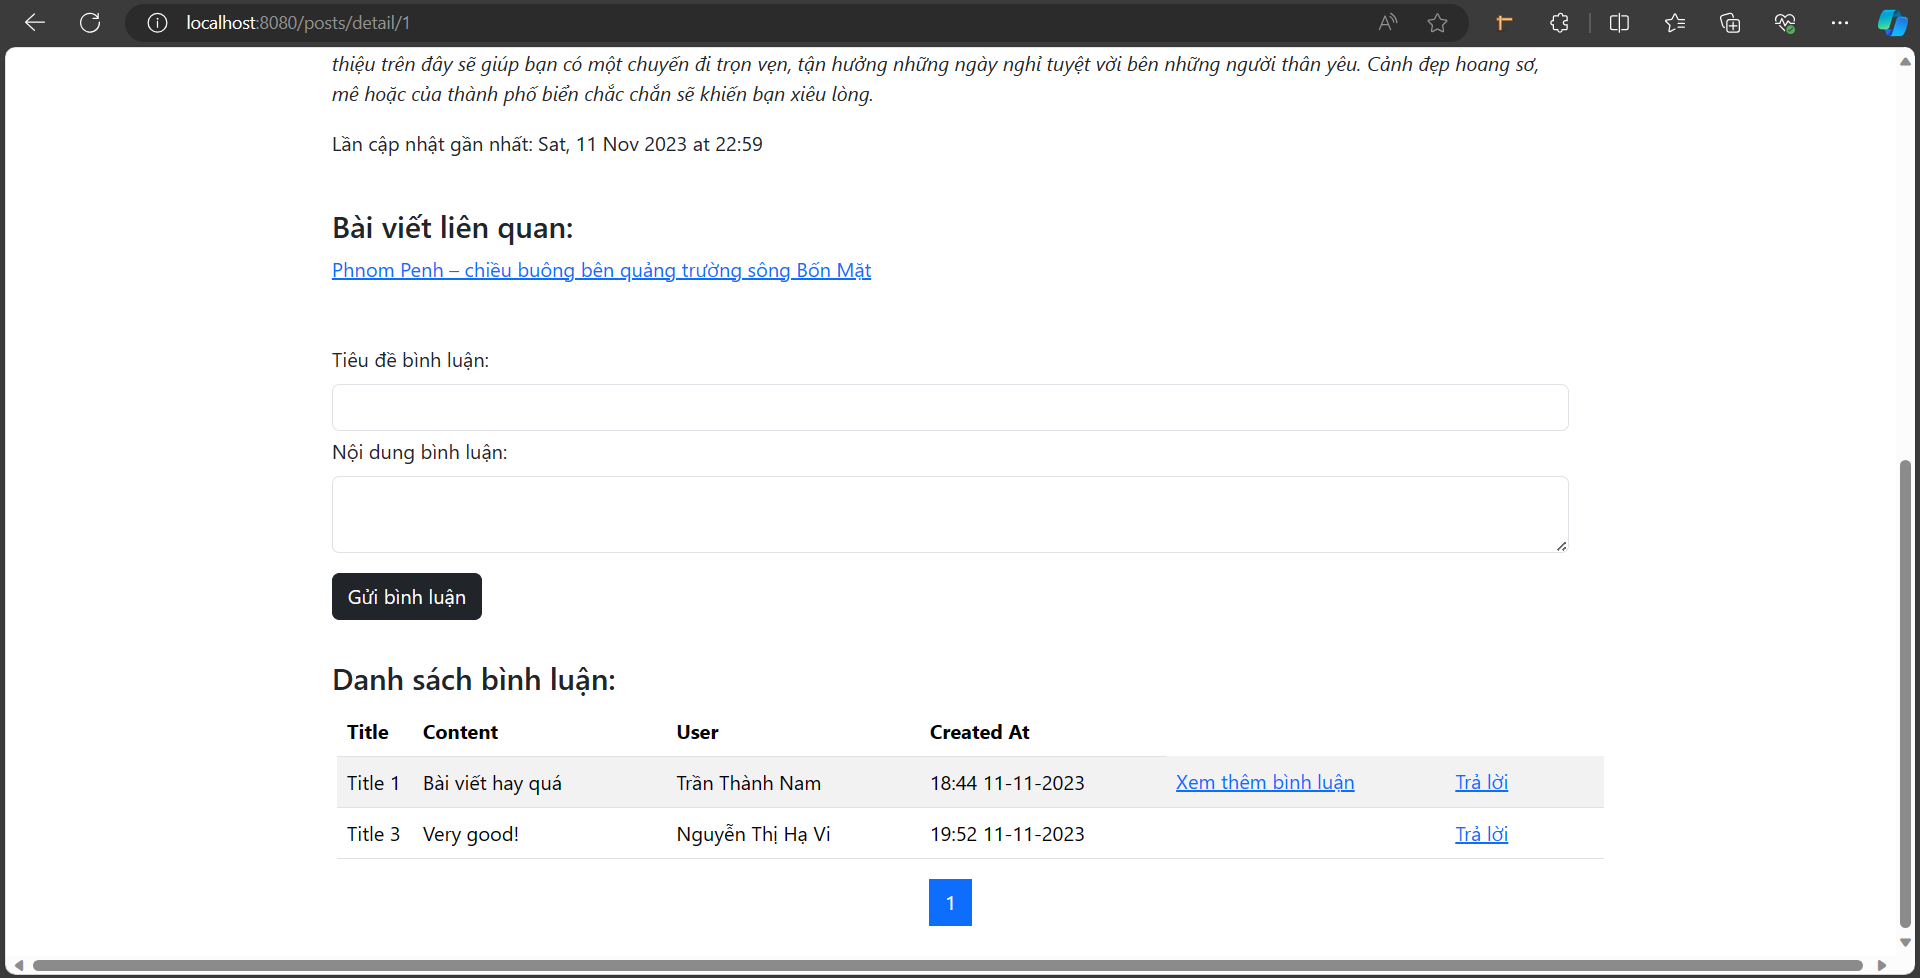 localhost:8080/posts/detail/1
thiệu trên đây sẽ giúp bạn có một chuyến đi trọn vẹn, tận hưởng những ngày nghỉ tuyệt vời bên những người thân yêu. Cảnh đẹp hoang sơ,
mê hoặc của thành phố biển chắc chắn sẽ khiến bạn xiêu lòng.
Lần cập nhật gần nhất: Sat, 11 Nov 2023 at 22:59
Bài viết liên quan:
Phnom Penh – chiều buông bên quảng trường sông Bốn Mặt
Tiêu đề bình luận:
Nội dung bình luận:
Gửi bình luận
Danh sách bình luận:
Title Content User Created At
Title 1 Bài viết hay quá Trần Thành Nam 18:44 11-11-2023 Xem thêm bình luận Trả lời
Title 3 Very good! Nguyễn Thị Hạ Vi 19:52 11-11-2023 Trả lời
1